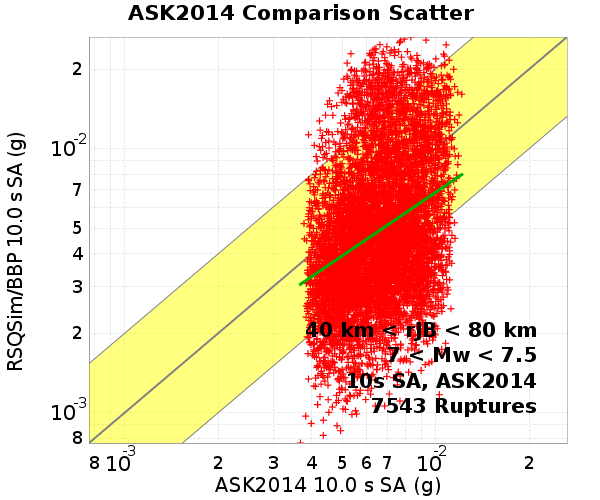 ASK2014 Comparison Scatter
RSQSim/BBP 10.0 s SA (g)
2
10-2
7
5
4
3
2
10-3
8
40 km < rJB < 80 km
7 < Mw < 7.5
10s SA, ASK2014
7543 Ruptures
8 10-3 2 3 4 5 6 7 10-2 2
ASK2014 10.0 s SA (g)